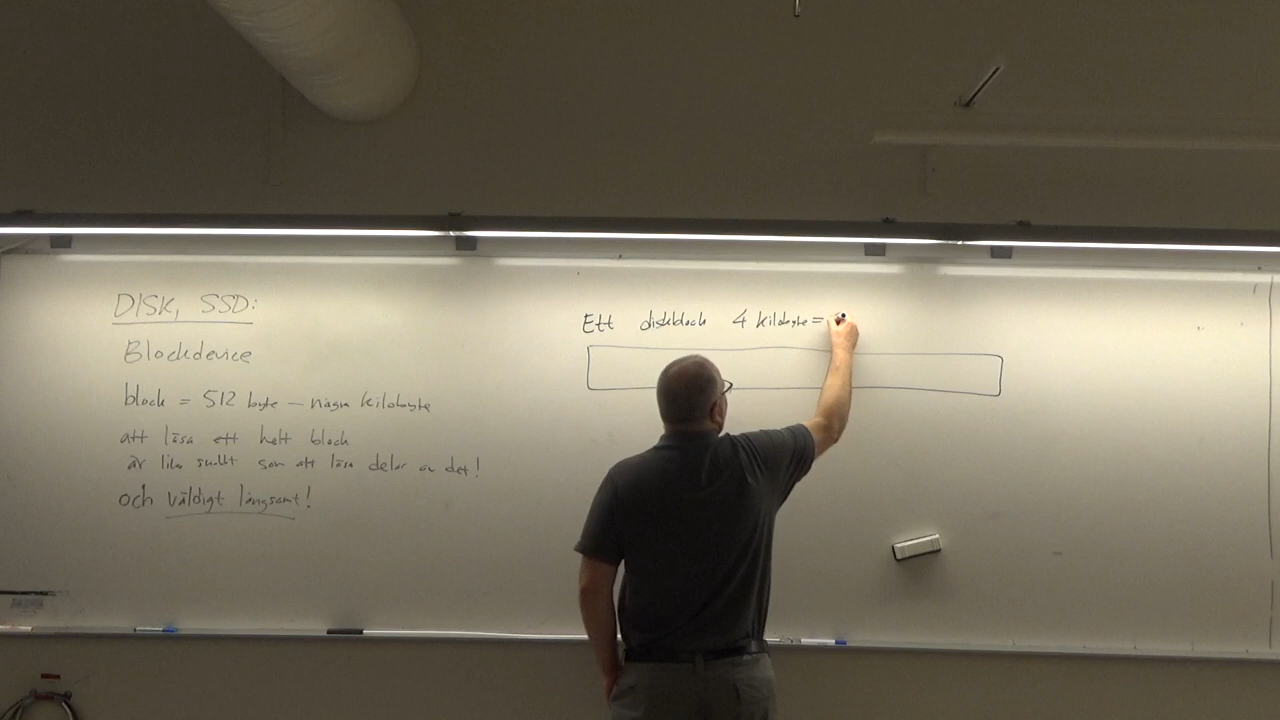 DISK, SSD:
Blockdevice
block = 512 byte – några kilobyte
att läsa ett helt block
är lika snabbt som att läsa delar av det!
och väldigt långsamt!
Ett diskblock 4 kilobyte =